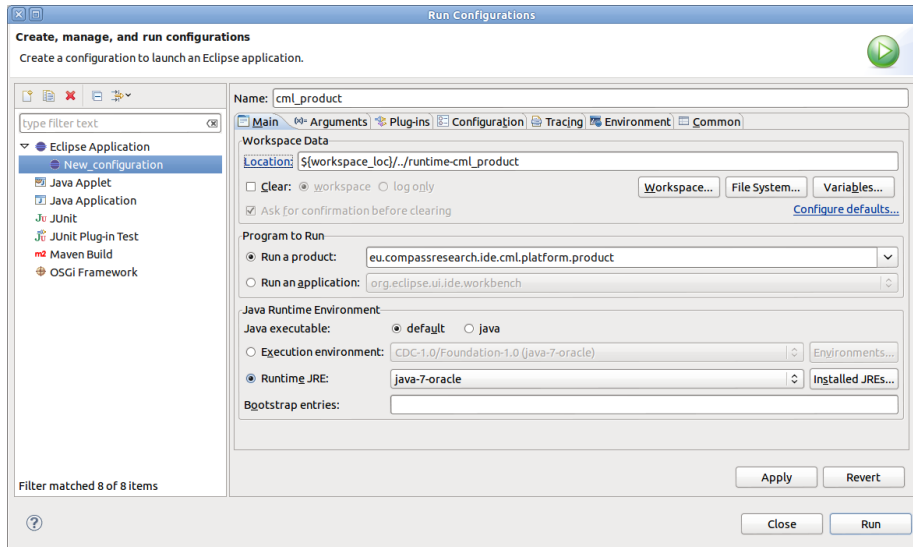 Run Configurations
Create, manage, and run configurations
Create a configuration to launch an Eclipse application.
type filter text
Eclipse Application
New_configuration
Java Applet
Java Application
Ju JUnit
JUnit Plug-in Test
m2 Maven Build
OSGi Framework
Filter matched 8 of 8 items
Name: cml_product
Main (x)= Arguments Plug-ins Configuration Tracing Environment Common
Workspace Data
Location: ${workspace_loc}/../runtime-cml_product
Clear: workspace log only Workspace... File System... Variables...
Ask for confirmation before clearing Configure defaults...
Program to Run
Run a product: eu.compassresearch.ide.cml.platform.product
Run an application: org.eclipse.ui.ide.workbench
Java Runtime Environment
Java executable: default java
Execution environment: CDC-1.0/Foundation-1.0 (java-7-oracle) Environments...
Runtime JRE: java-7-oracle Installed JREs...
Bootstrap entries:
Apply Revert
? Close Run